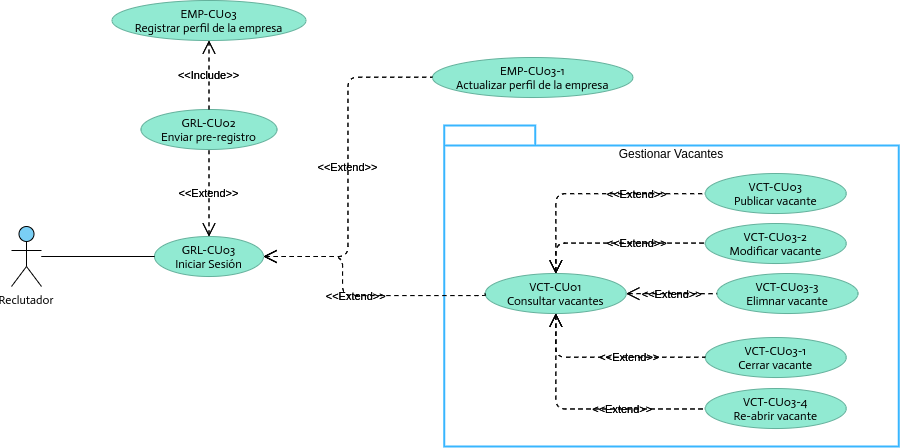 EMP-CU03
Registrar perfil de la empresa
<<Include>>
EMP-CU03-1
Actualizar perfil de la empresa
GRL-CU02
Enviar pre-registro
<<Extend>>
<<Extend>>
Gestionar Vacantes
VCT-CU03
Publicar vacante
<<Extend>>
VCT-CU03-2
Modificar vacante
<<Extend>>
GRL-CU03
Iniciar Sesión
Reclutador
<<Extend>>
VCT-CU01
Consultar vacantes
<<Extend>>
VCT-CU03-3
Elimnar vacante
<<Extend>>
VCT-CU03-1
Cerrar vacante
<<Extend>>
VCT-CU03-4
Re-abrir vacante